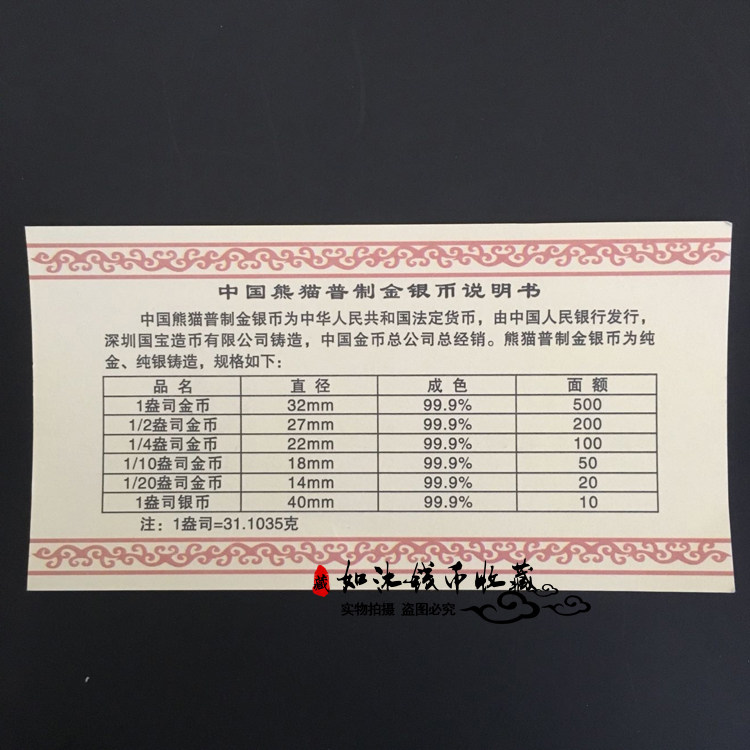 中国熊猫普制金银币说明书
中国熊猫普制金银币为中华人民共和国法定货币，由中国人民银行发行，
深圳国宝造币有限公司铸造，中国金币总公司总经销。熊猫普制金银币为纯
金、纯银铸造，规格如下：
品名 直径 成色 面额
1盎司金币 32mm 99.9% 500
1/2盎司金币 27mm 99.9% 200
1/4盎司金币 22mm 99.9% 100
1/10盎司金币 18mm 99.9% 50
1/20盎司金币 14mm 99.9% 20
1盎司银币 40mm 99.9% 10
注：1盎司=31.1035克
藏 如沐钱币收藏
实物拍摄 盗图必究